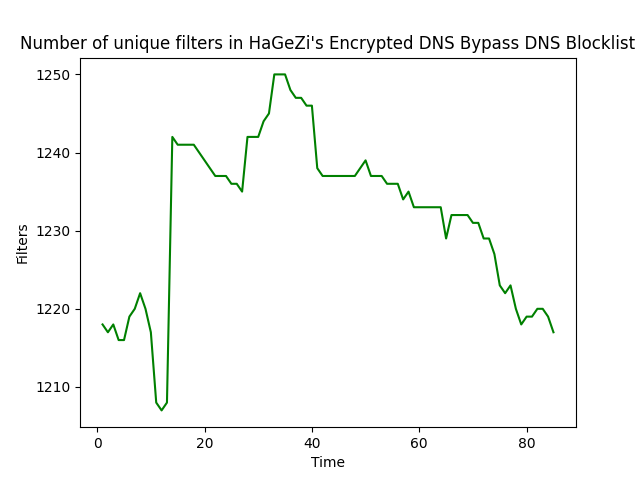 Number of unique filters in HaGeZi's Encrypted DNS Bypass DNS Blocklist
1250
1240
1230
1220
1210
Filters
0 20 40 60 80
Time